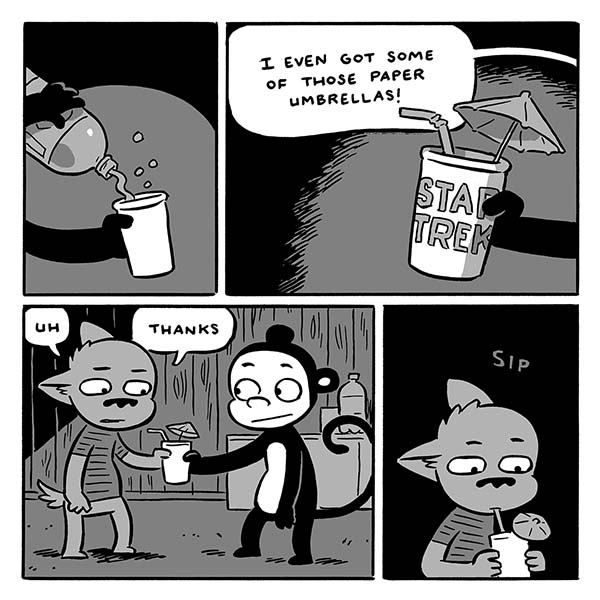 I EVEN GOT SOME
OF THOSE PAPER
UMBRELLAS!
STAR
TREK
UH
THANKS
SIP